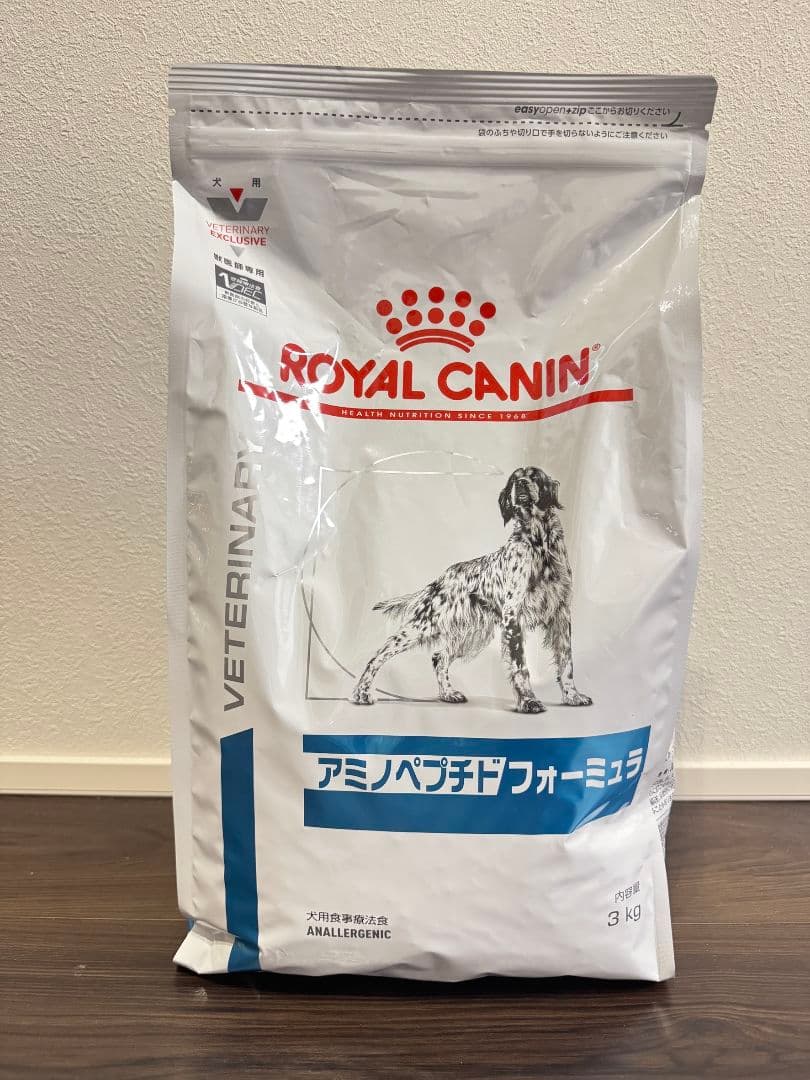 easyopen+zip ここからお切りください
袋のふちや切り口で手を切らないようにご注意ください
犬用
VETERINARY
EXCLUSIVE
獣医師専用
ROYAL CANIN®
HEALTH NUTRITION SINCE 1968
VETERINARY
アミノペプチド フォーミュラ
犬用食事療法食
ANALLERGENIC
内容量
3 kg